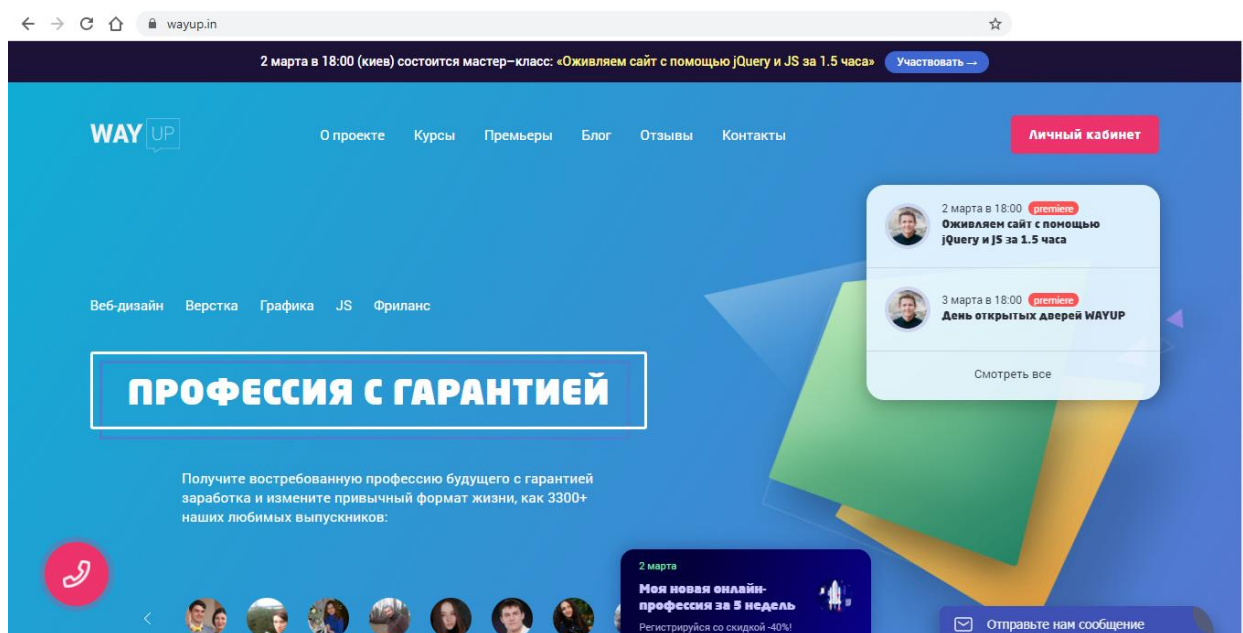 wayup.in
2 марта в 18:00 (киев) состоится мастер–класс: «Оживляем сайт с помощью jQuery и JS за 1.5 часа» Участвовать →
WAY UP
О проекте Курсы Премьеры Блог Отзывы Контакты
Личный кабинет
2 марта в 18:00 premiere
Оживляем сайт с помощью
jQuery и JS за 1.5 часа
3 марта в 18:00 premiere
День открытых дверей WAYUP
Смотреть все
Веб-дизайн Верстка Графика JS Фриланс
ПРОФЕССИЯ С ГАРАНТИЕЙ
Получите востребованную профессию будущего с гарантией
заработка и измените привычный формат жизни, как 3300+
наших любимых выпускников:
2 марта
Моя новая онлайн-
профессия за 5 недель
Регистрируйся со скидкой -40%!
Отправьте нам сообщение